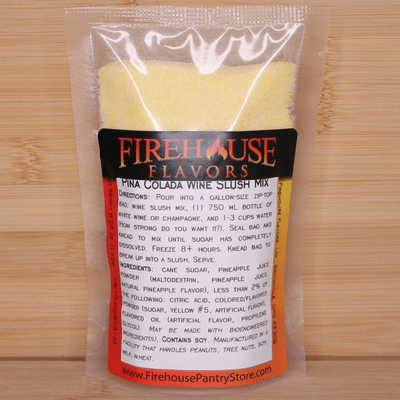 FIREHOUSE
FLAVORS
PINA COLADA WINE SLUSH MIX
DIRECTIONS: POUR INTO A GALLON-SIZE ZIP-TOP
BAG: WINE SLUSH MIX, (1) 750 ML BOTTLE OF
WHITE WINE OR CHAMPAGNE, AND 1-3 CUPS WATER
(HOW STRONG DO YOU WANT IT?). SEAL BAG AND
KNEAD TO MIX UNTIL SUGAR HAS COMPLETELY
DISSOLVED. FREEZE 8+ HOURS. KNEAD BAG TO
BREAK UP INTO A SLUSH. SERVE.
INGREDIENTS: CANE SUGAR, PINEAPPLE JUICE
POWDER (MALTODEXTRIN, PINEAPPLE JUICE,
NATURAL PINEAPPLE FLAVOR), LESS THAN 2% OF
THE FOLLOWING: CITRIC ACID, COLORED/FLAVORED
POWDER (SUGAR, YELLOW #5, ARTIFICIAL FLAVOR),
FLAVORED OIL (ARTIFICIAL FLAVOR, PROPYLENE
GLYCOL). MAY BE MADE WITH BIOENGINEERED
INGREDIENTS). CONTAINS SOY. MANUFACTURED IN A
FACILITY THAT HANDLES PEANUTS, TREE NUTS, SOY,
MILK, WHEAT.
www.FirehousePantryStore.com